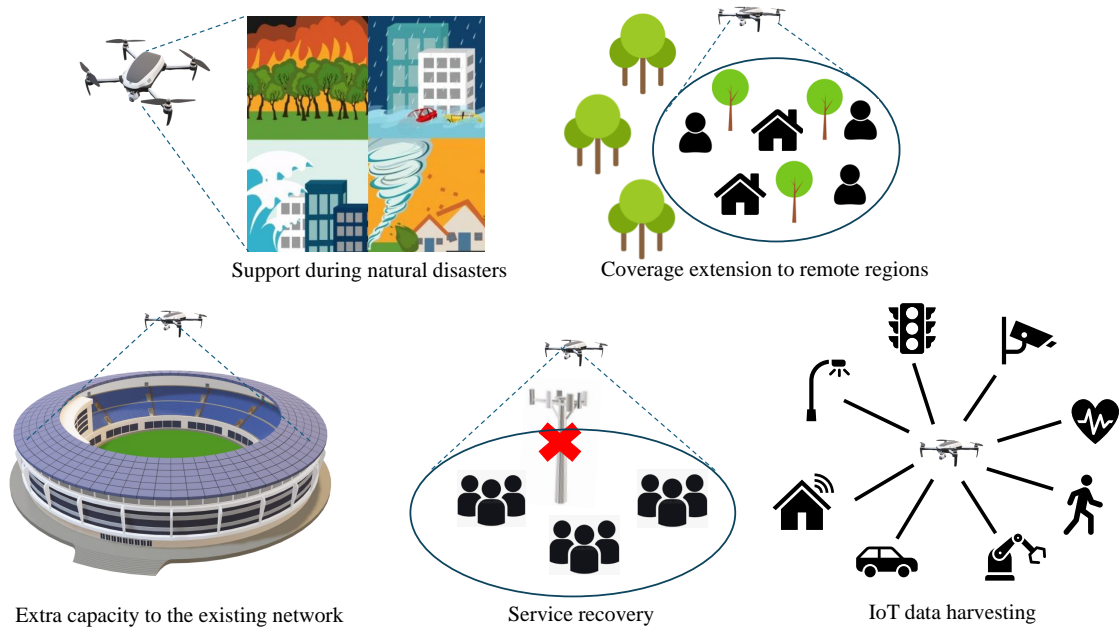 Support during natural disasters
Coverage extension to remote regions
Extra capacity to the existing network
Service recovery
IoT data harvesting